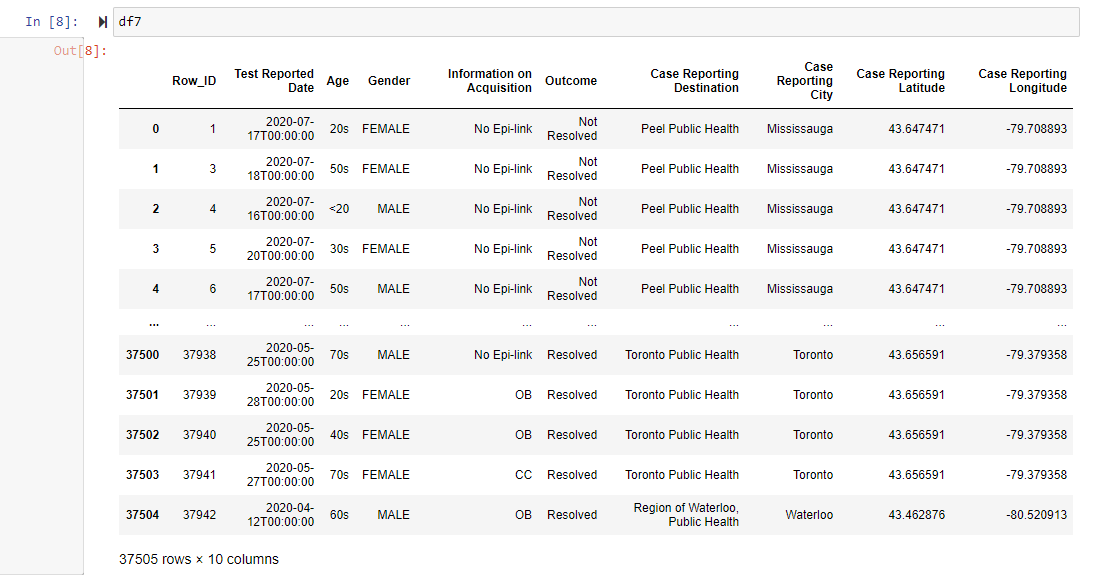 In [8]: df7
Out[8]:
Row_ID Test Reported Date Age Gender Information on Acquisition Outcome Case Reporting Destination Case Reporting City Case Reporting Latitude Case Reporting Longitude
0 1 2020-07-17T00:00:00 20s FEMALE No Epi-link Not Resolved Peel Public Health Mississauga 43.647471 -79.708893
1 3 2020-07-18T00:00:00 50s FEMALE No Epi-link Not Resolved Peel Public Health Mississauga 43.647471 -79.708893
2 4 2020-07-16T00:00:00 <20 MALE No Epi-link Not Resolved Peel Public Health Mississauga 43.647471 -79.708893
3 5 2020-07-20T00:00:00 30s FEMALE No Epi-link Not Resolved Peel Public Health Mississauga 43.647471 -79.708893
4 6 2020-07-17T00:00:00 50s MALE No Epi-link Not Resolved Peel Public Health Mississauga 43.647471 -79.708893
... ... ... ... ... ... ... ... ... ... ...
37500 37938 2020-05-25T00:00:00 70s MALE No Epi-link Resolved Toronto Public Health Toronto 43.656591 -79.379358
37501 37939 2020-05-28T00:00:00 20s FEMALE OB Resolved Toronto Public Health Toronto 43.656591 -79.379358
37502 37940 2020-05-25T00:00:00 40s FEMALE OB Resolved Toronto Public Health Toronto 43.656591 -79.379358
37503 37941 2020-05-27T00:00:00 70s FEMALE CC Resolved Toronto Public Health Toronto 43.656591 -79.379358
37504 37942 2020-04-12T00:00:00 60s MALE OB Resolved Region of Waterloo, Public Health Waterloo 43.462876 -80.520913
37505 rows × 10 columns